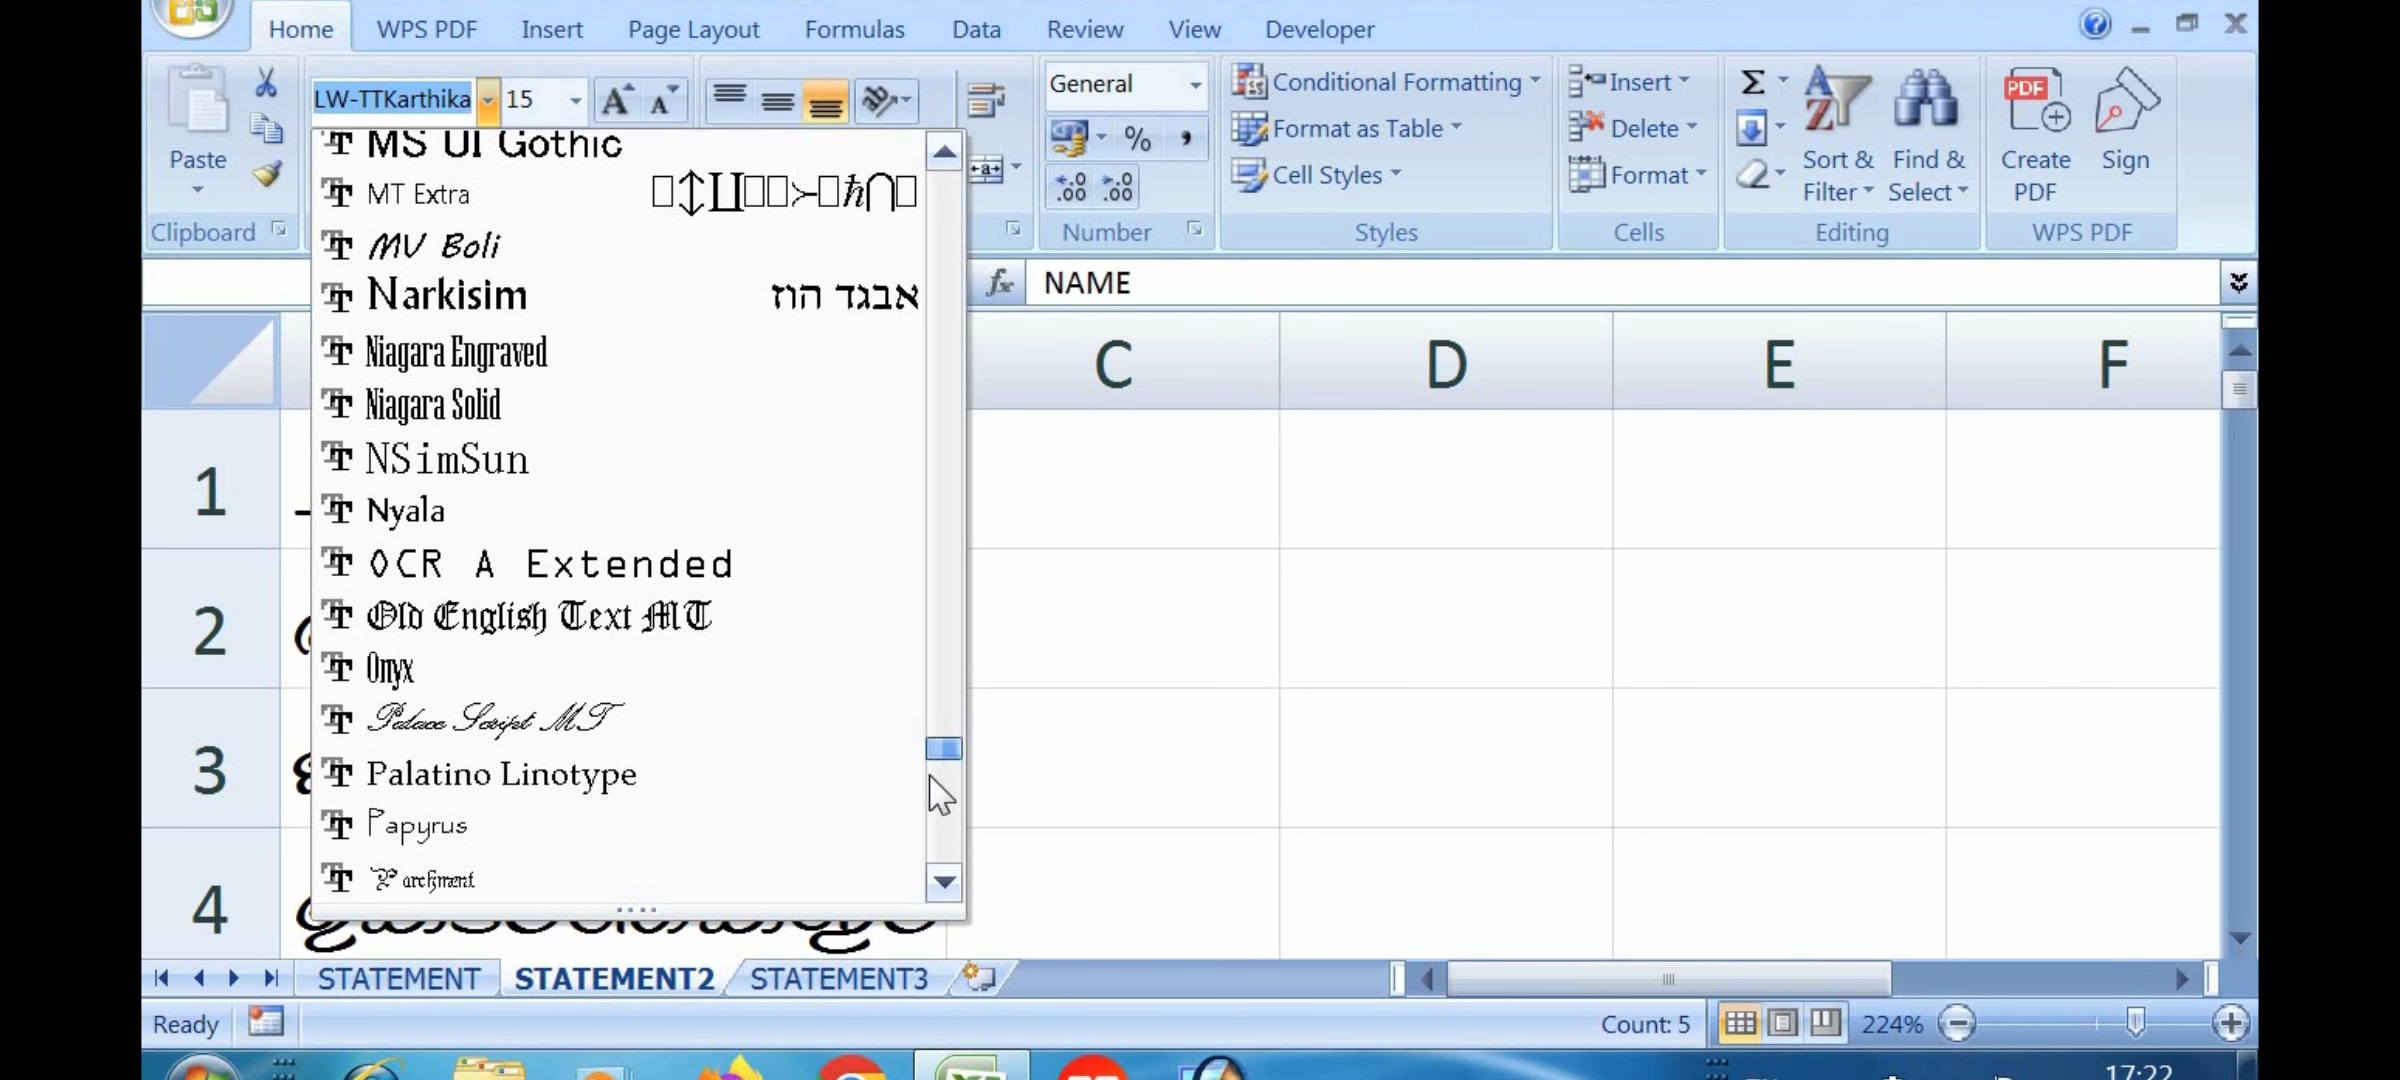 Home WPS PDF Insert Page Layout Formulas Data Review View Developer
LW-TTKarthika 15 General Conditional Formatting Insert Σ
Format as Table Delete
Paste % , Cell Styles Format Sort & Filter Find & Select Create PDF Sign
Clipboard Number Styles Cells Editing WPS PDF
fx NAME
MS UI Gothic
MT Extra
MV Boli
Narkisim אבגד הוז
Niagara Engraved
Niagara Solid
NSimSun
Nyala
OCR A Extended
Old English Text MT
Onyx
Palace Script MT
Palatino Linotype
Papyrus
Parchment
C D E F
1
2
3
4
STATEMENT STATEMENT2 STATEMENT3
Ready Count: 5 224%
17:22